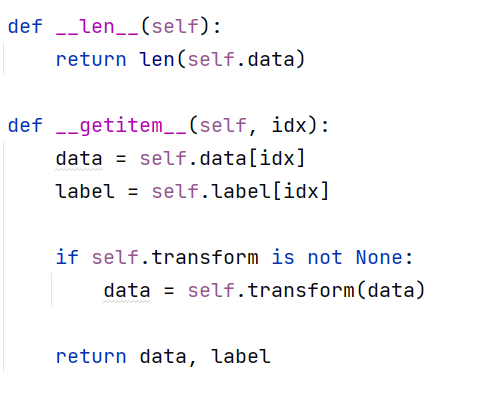 def __len__(self):
    return len(self.data)
def __getitem__(self, idx):
    data = self.data[idx]
    label = self.label[idx]
    if self.transform is not None:
        data = self.transform(data)
    return data, label